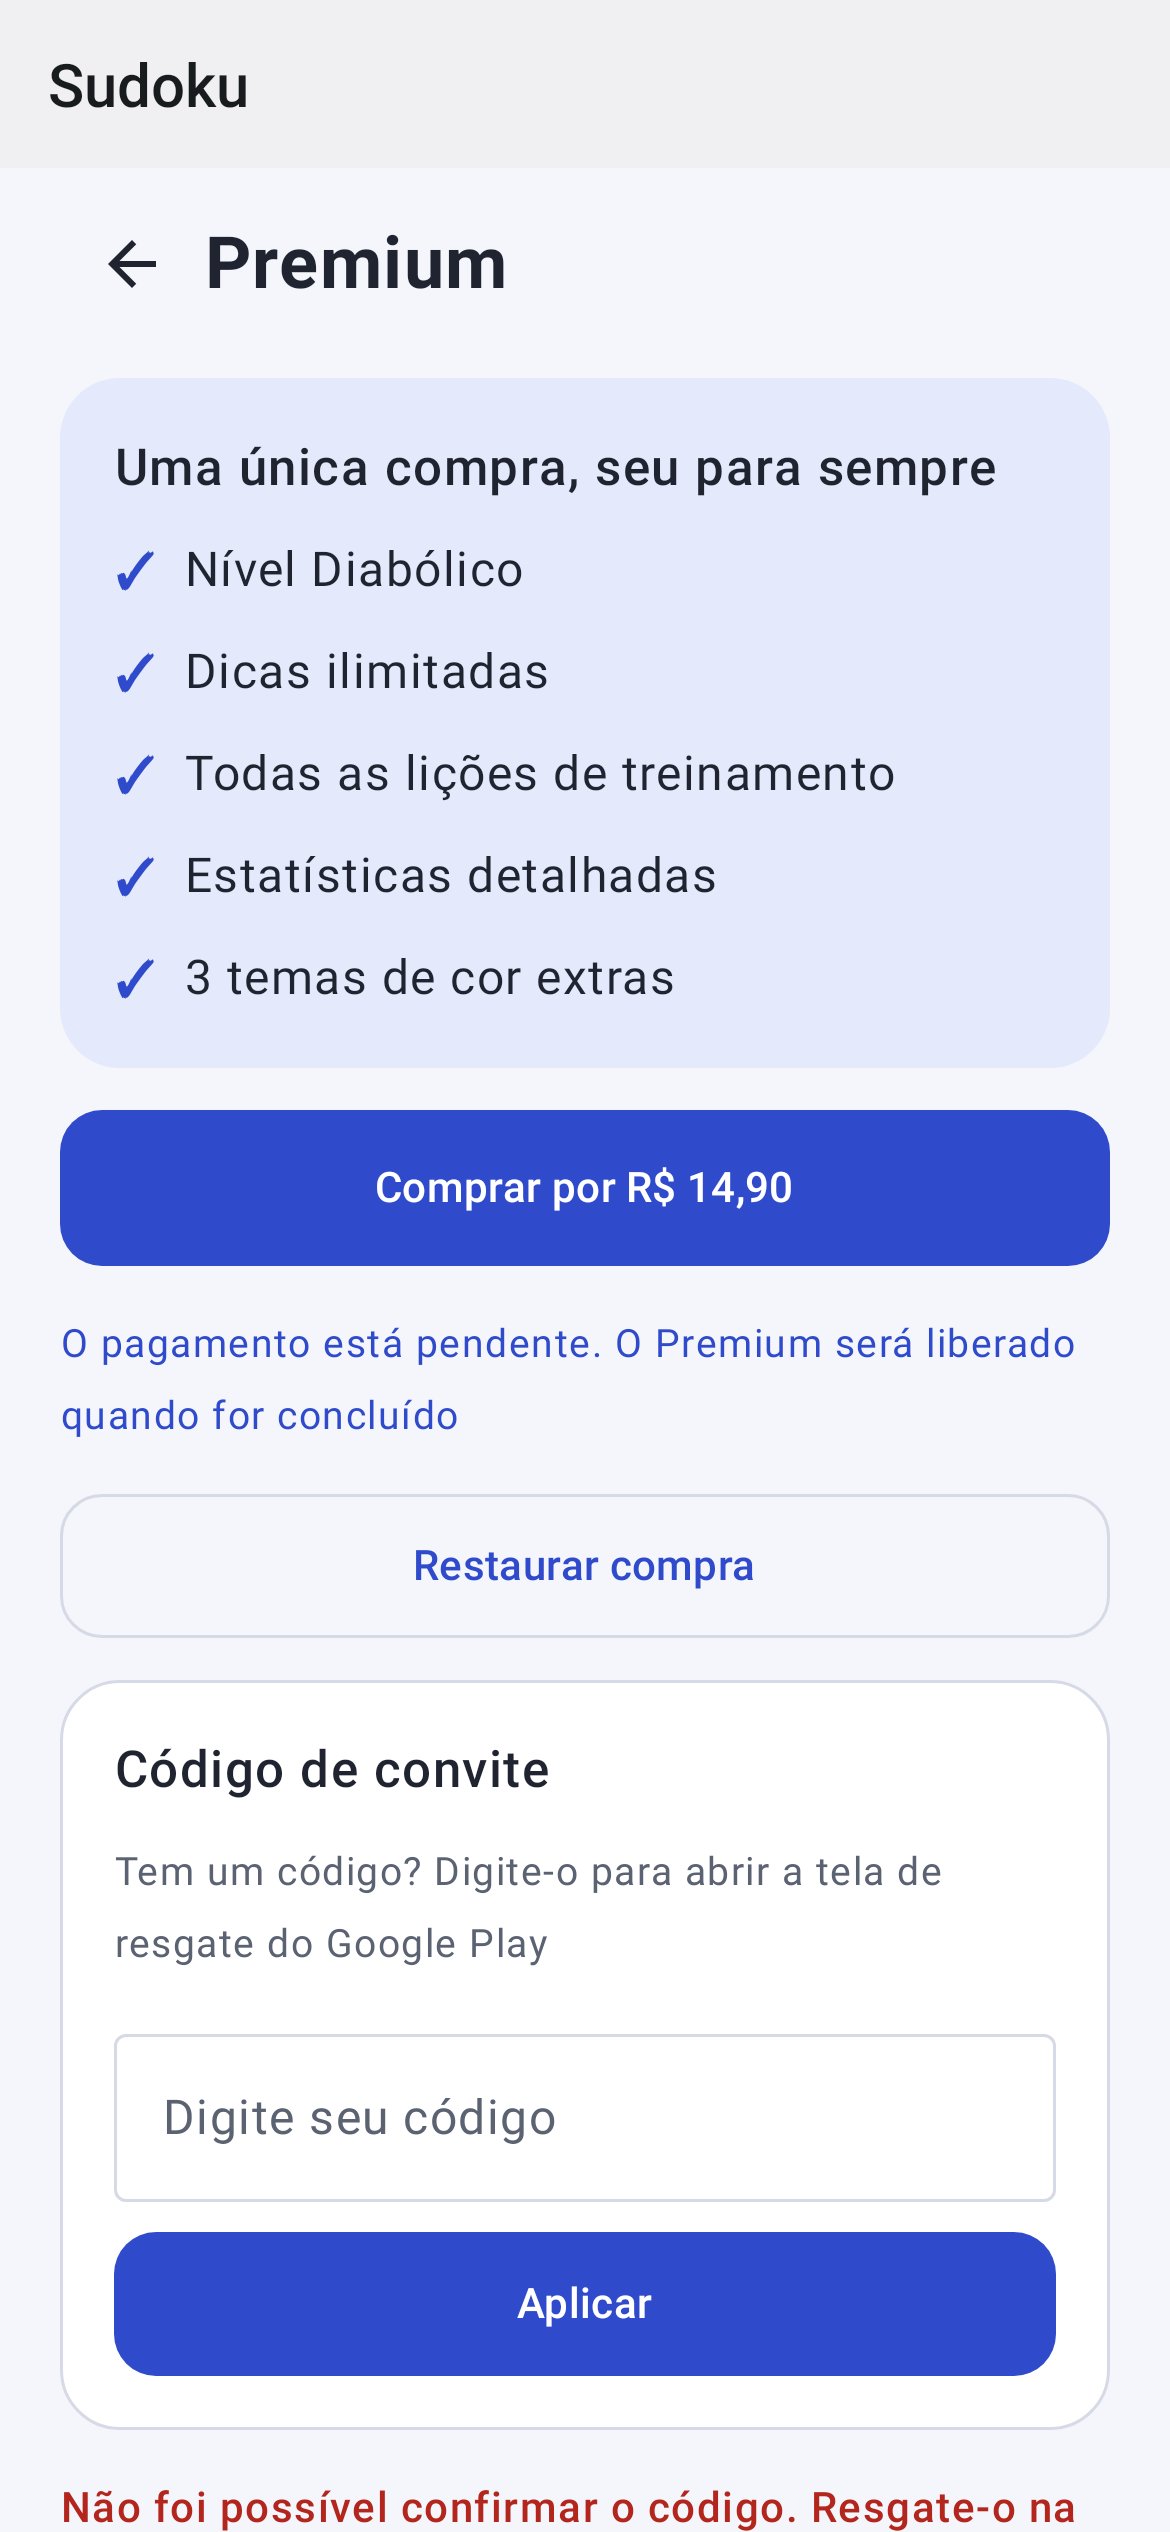 Sudoku
Premium
Uma única compra, seu para sempre
✓ Nível Diabólico
✓ Dicas ilimitadas
✓ Todas as lições de treinamento
✓ Estatísticas detalhadas
✓ 3 temas de cor extras
Comprar por R$ 14,90
O pagamento está pendente. O Premium será liberado
quando for concluído
Restaurar compra
Código de convite
Tem um código? Digite-o para abrir a tela de
resgate do Google Play
Digite seu código
Aplicar
Não foi possível confirmar o código. Resgate-o na